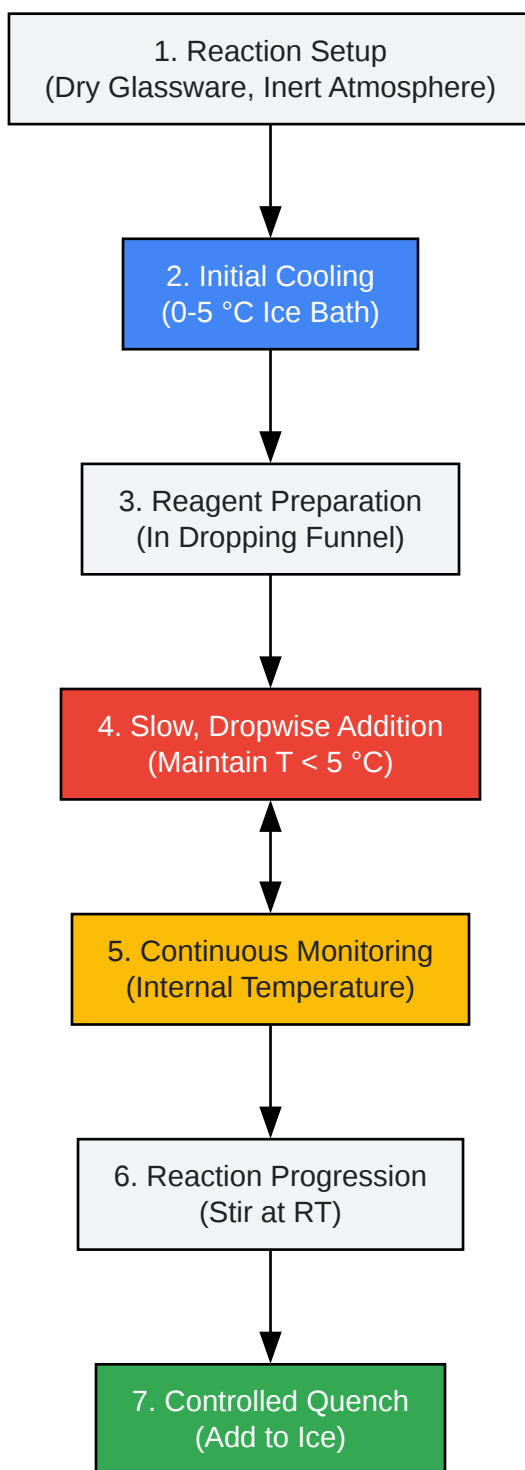 1. Reaction Setup
(Dry Glassware, Inert Atmosphere)
2. Initial Cooling
(0-5 °C Ice Bath)
3. Reagent Preparation
(In Dropping Funnel)
4. Slow, Dropwise Addition
(Maintain T < 5 °C)
5. Continuous Monitoring
(Internal Temperature)
6. Reaction Progression
(Stir at RT)
7. Controlled Quench
(Add to Ice)